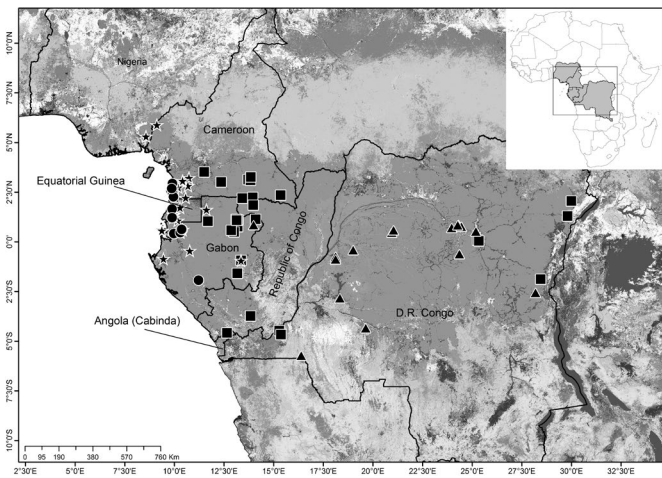 10°0'N
7°30'N
5°0'N
2°30'N
0°0'
2°30'S
5°0'S
7°30'S
10°0'S
Nigeria
Cameroon
Equatorial Guinea
Gabon
Republic of Congo
D.R. Congo
Angola (Cabinda)
0 95 190 380 570 760 Km
2°30'E 5°0'E 7°30'E 10°0'E 12°30'E 15°0'E 17°30'E 20°0'E 22°30'E 25°0'E 27°30'E 30°0'E 32°30'E